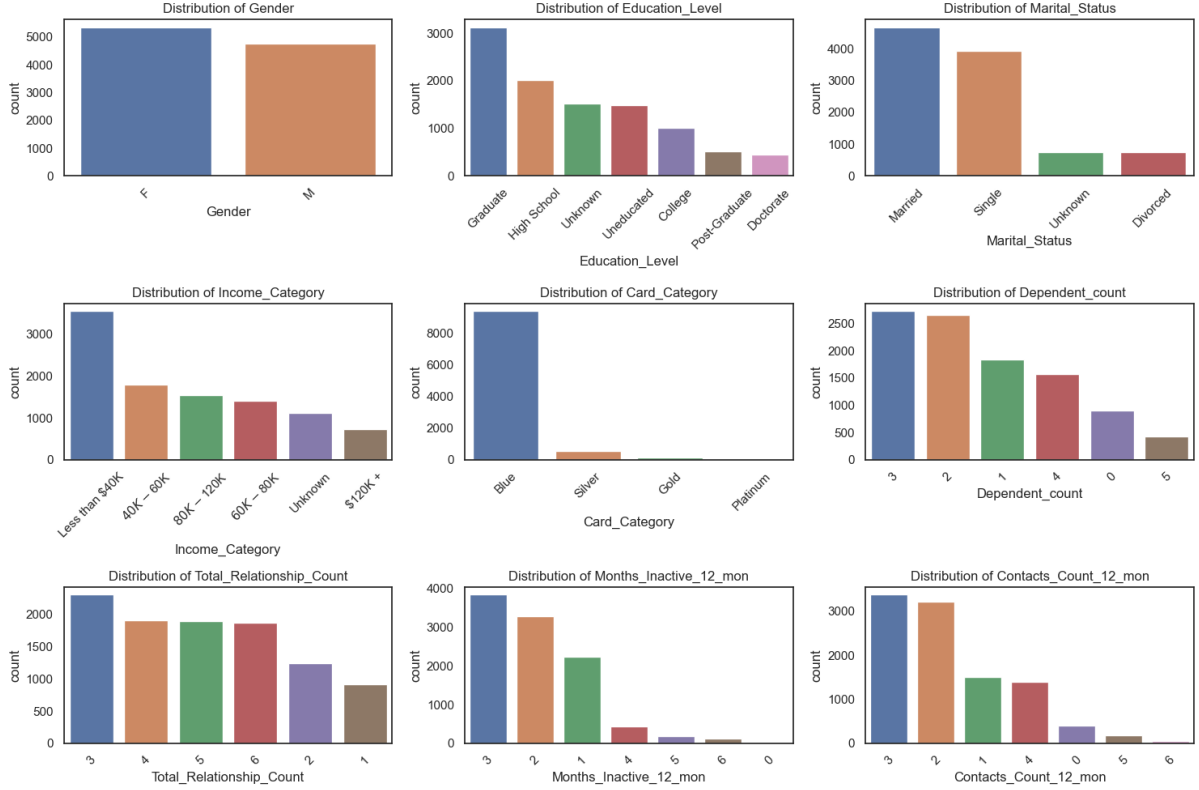 Distribution of Gender
5000
4000
3000
2000
1000
0
count
F
M
Gender
Distribution of Education_Level
3000
2000
1000
0
count
Graduate
High School
Unknown
Uneducated
College
Post-Graduate
Doctorate
Education_Level
Distribution of Marital_Status
4000
3000
2000
1000
0
count
Married
Single
Unknown
Divorced
Marital_Status
Distribution of Income_Category
3000
2000
1000
0
count
Less than $40K
40K – 60K
80K – 120K
60K – 80K
Unknown
$120K +
Income_Category
Distribution of Card_Category
8000
6000
4000
2000
0
count
Blue
Silver
Gold
Platinum
Card_Category
Distribution of Dependent_count
2500
2000
1500
1000
500
0
count
3
2
1
4
0
5
Dependent_count
Distribution of Total_Relationship_Count
2000
1500
1000
500
0
count
3
4
5
6
2
1
Total_Relationship_Count
Distribution of Months_Inactive_12_mon
4000
3000
2000
1000
0
count
3
2
1
4
5
6
0
Months_Inactive_12_mon
Distribution of Contacts_Count_12_mon
3000
2000
1000
0
count
3
2
1
4
0
5
6
Contacts_Count_12_mon